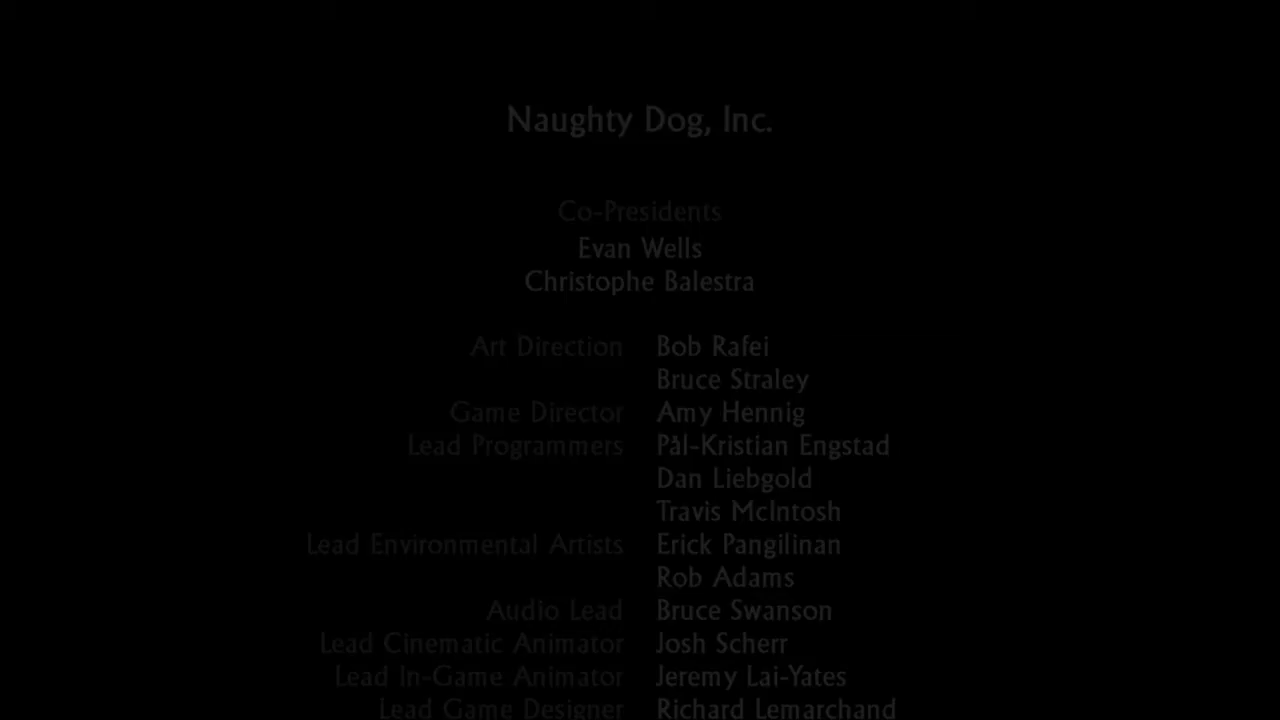 Naughty Dog, Inc.
Co-Presidents
Evan Wells
Christophe Balestra
Art Direction Bob Rafei
Bruce Straley
Game Director Amy Hennig
Lead Programmers Pål-Kristian Engstad
Dan Liebgold
Travis McIntosh
Lead Environmental Artists Erick Pangilinan
Rob Adams
Audio Lead Bruce Swanson
Lead Cinematic Animator Josh Scherr
Lead In-Game Animator Jeremy Lai-Yates
Lead Game Designer Richard Lemarchand